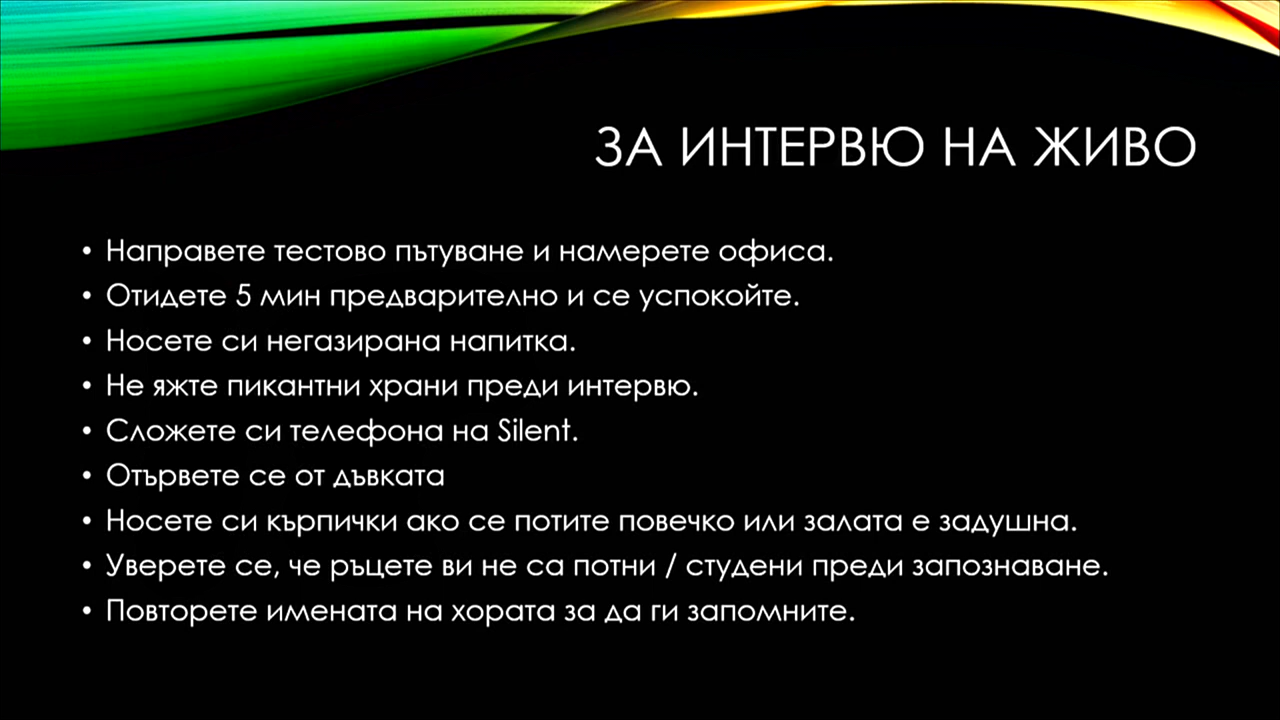 ЗА ИНТЕРВЮ НА ЖИВО
• Направете тестово пътуване и намерете офиса.
• Отидете 5 мин предварително и се успокойте.
• Носете си негазирана напитка.
• Не яжте пикантни храни преди интервю.
• Сложете си телефона на Silent.
• Отървете се от дъвката
• Носете си кърпички ако се потите повечко или залата е задушна.
• Уверете се, че ръцете ви не са потни / студени преди запознаване.
• Повторете имената на хората за да ги запомните.